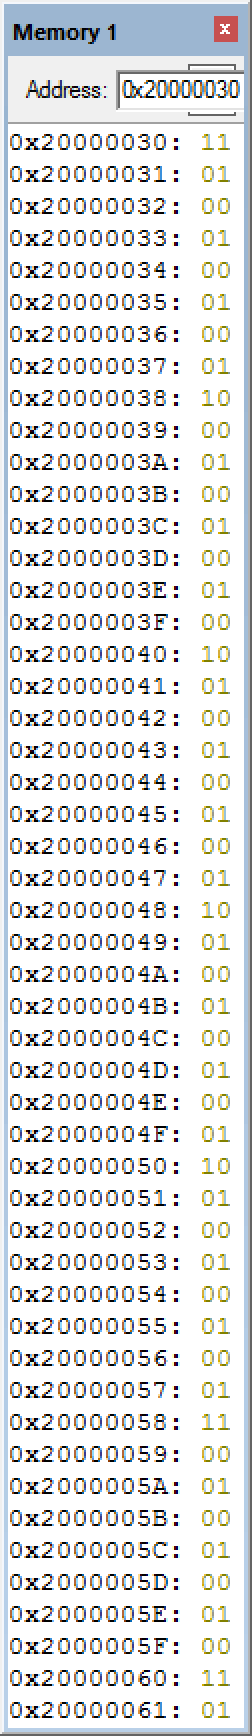 Memory 1
Address: 0x20000030
0x20000030: 11
0x20000031: 01
0x20000032: 00
0x20000033: 01
0x20000034: 00
0x20000035: 01
0x20000036: 00
0x20000037: 01
0x20000038: 10
0x20000039: 00
0x2000003A: 01
0x2000003B: 00
0x2000003C: 01
0x2000003D: 00
0x2000003E: 01
0x2000003F: 00
0x20000040: 10
0x20000041: 01
0x20000042: 00
0x20000043: 01
0x20000044: 00
0x20000045: 01
0x20000046: 00
0x20000047: 01
0x20000048: 10
0x20000049: 01
0x2000004A: 00
0x2000004B: 01
0x2000004C: 00
0x2000004D: 01
0x2000004E: 00
0x2000004F: 01
0x20000050: 10
0x20000051: 01
0x20000052: 00
0x20000053: 01
0x20000054: 00
0x20000055: 01
0x20000056: 00
0x20000057: 01
0x20000058: 11
0x20000059: 00
0x2000005A: 01
0x2000005B: 00
0x2000005C: 01
0x2000005D: 00
0x2000005E: 01
0x2000005F: 00
0x20000060: 11
0x20000061: 01